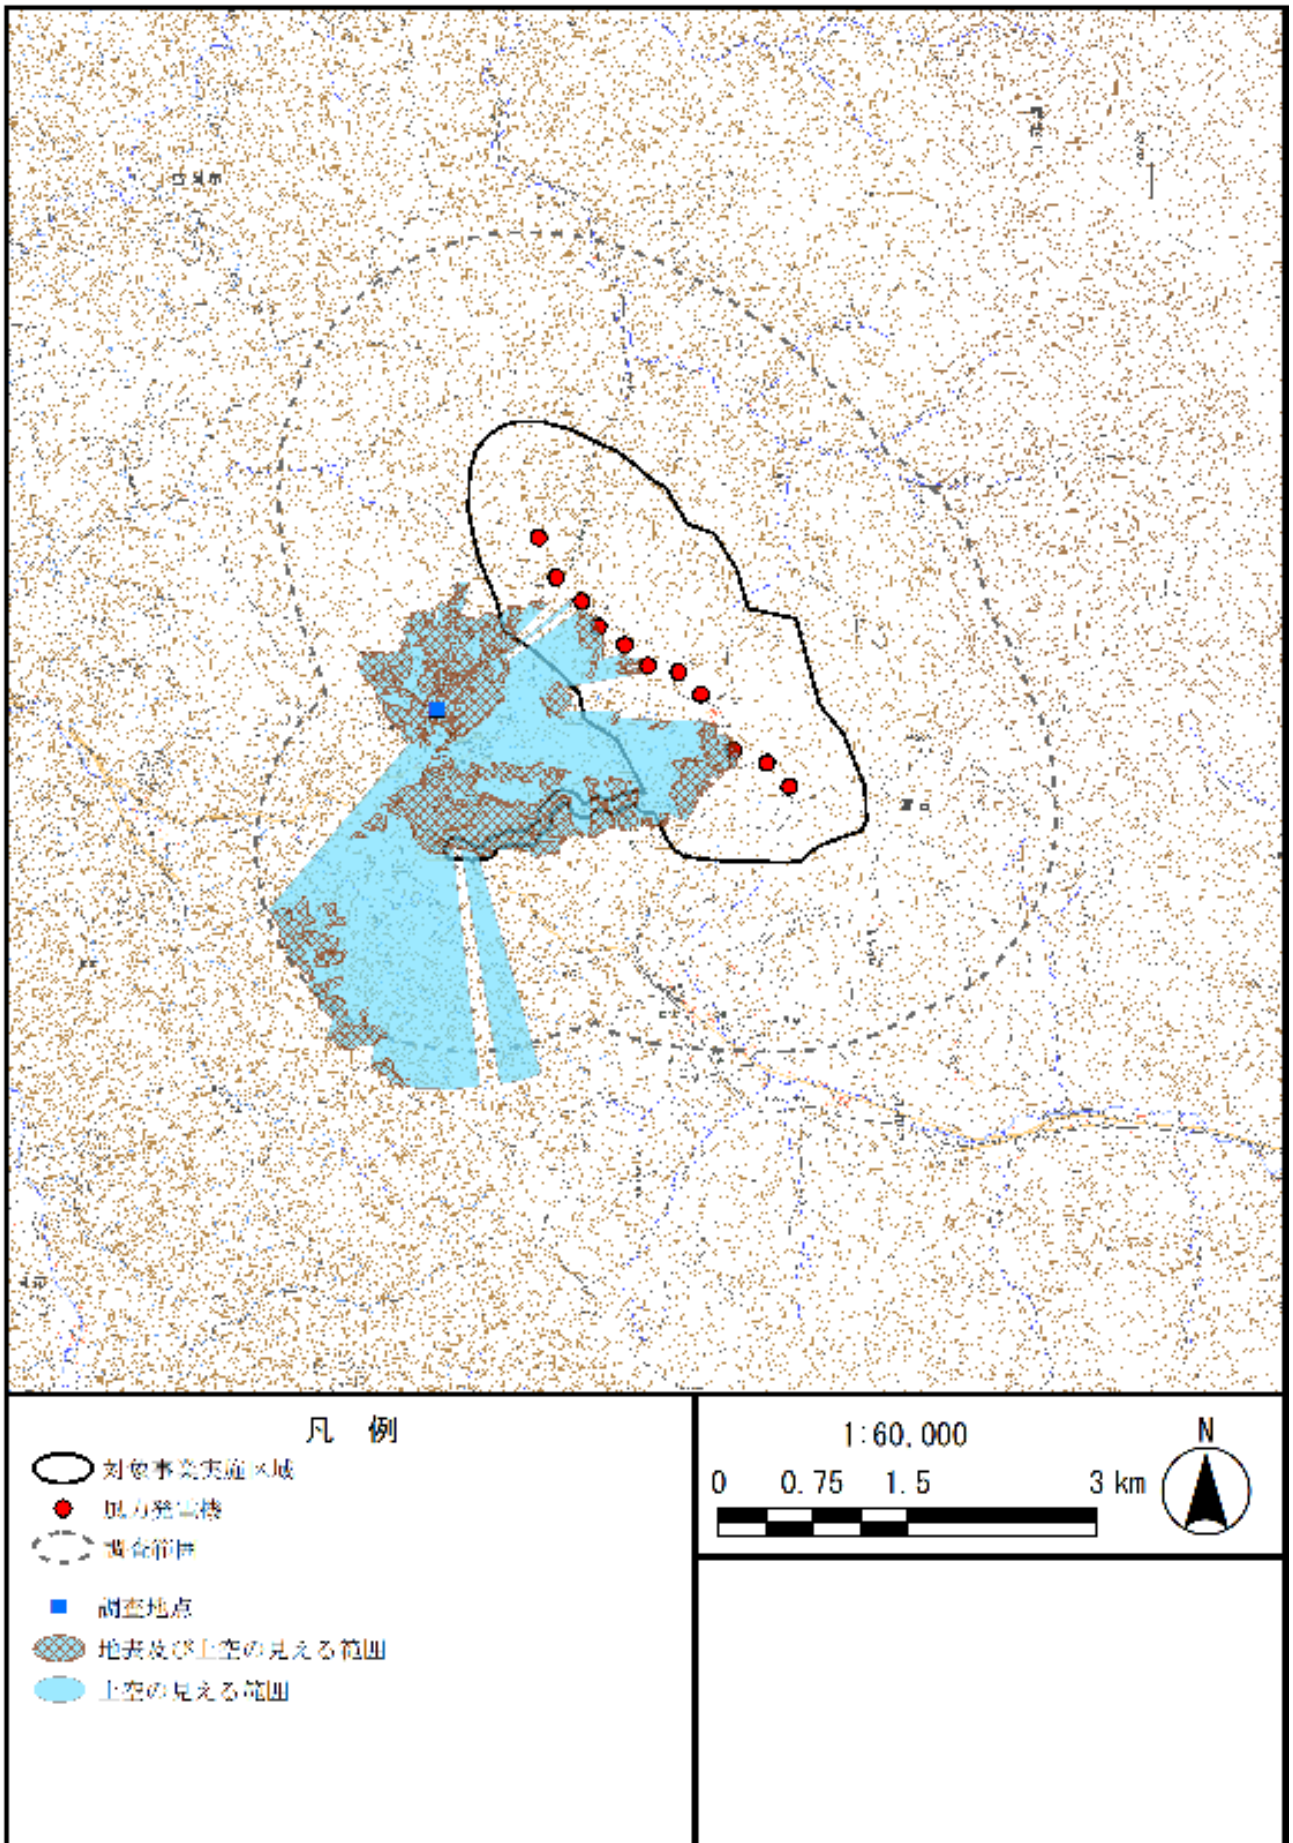 凡 例
対象事業実施区域
風力発電機
調査範囲
調査地点
地表及び上空の見える範囲
上空の見える範囲
1:60,000
0 0.75 1.5 3 km
N